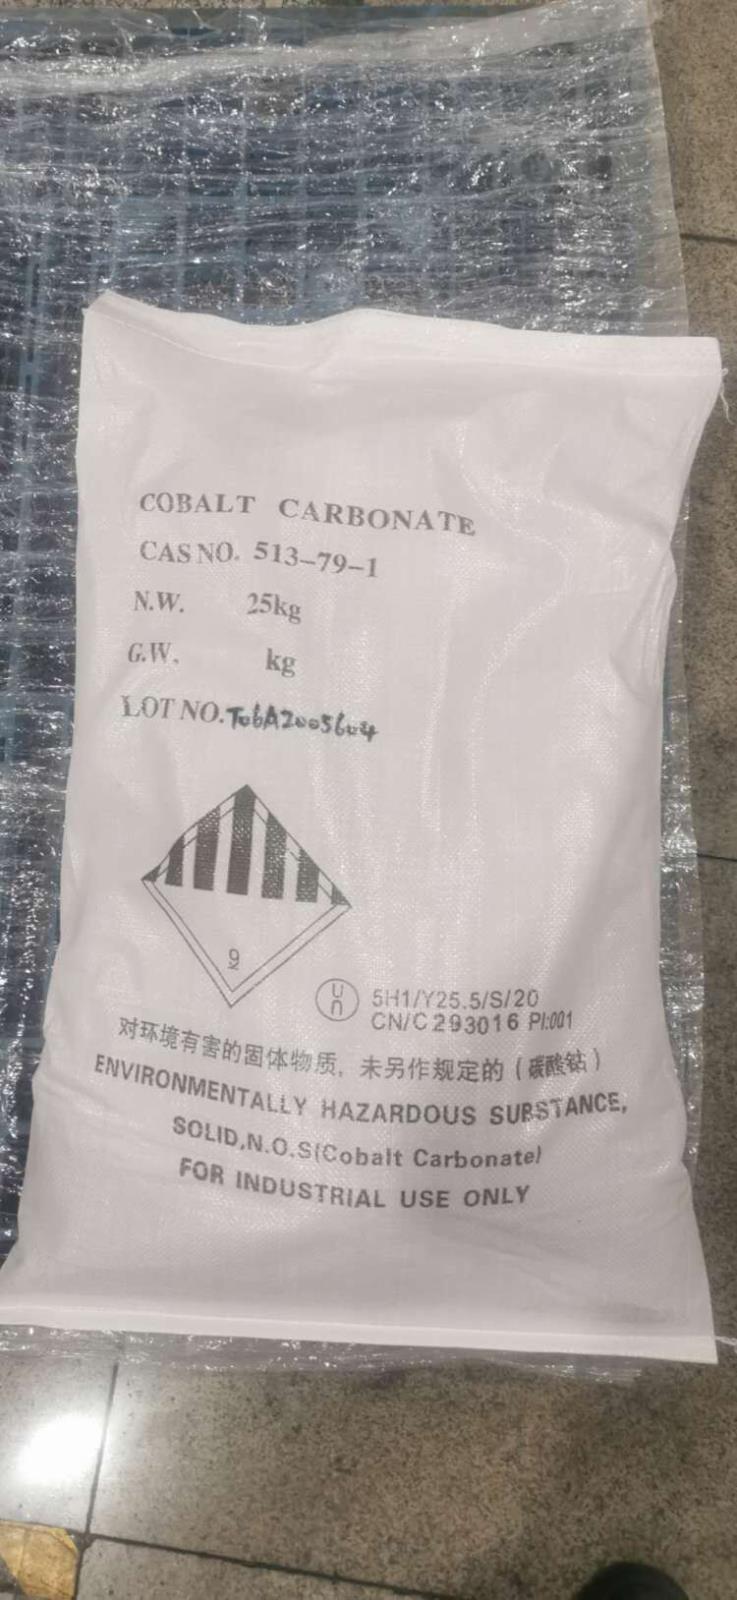 COBALT CARBONATE
CAS NO. 513-79-1
N.W. 25kg
G.W. kg
LOT NO. T06A2005604
9
UN
5H1/Y25.5/S/20
CN/C293016 PI:001
对环境有害的固体物质，未另作规定的（碳酸钴）
ENVIRONMENTALLY HAZARDOUS SUBSTANCE,
SOLID,N.O.S(Cobalt Carbonate)
FOR INDUSTRIAL USE ONLY